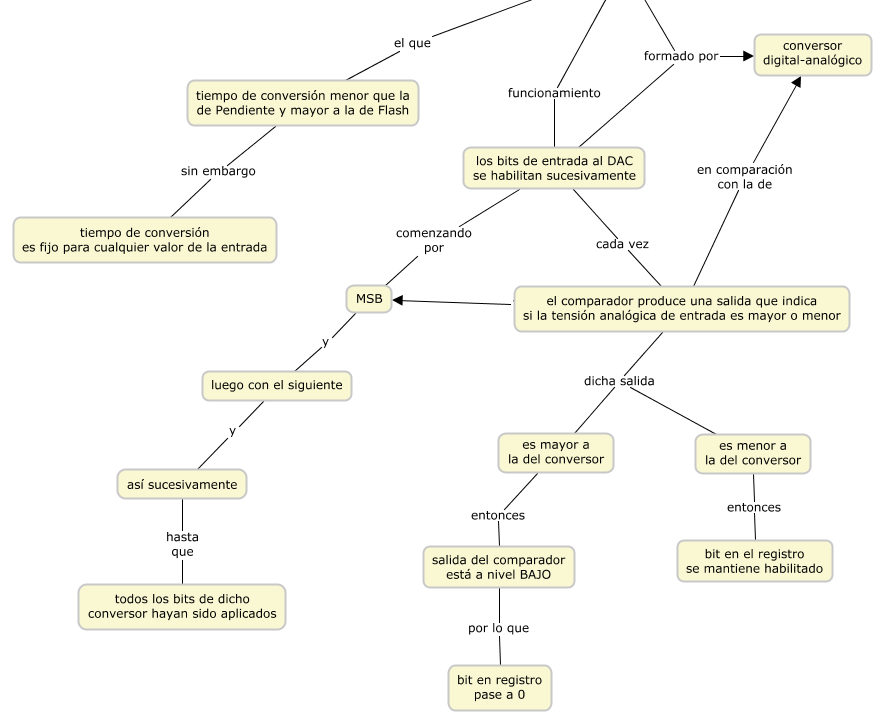 el que
conversor
digital-analógico
formado por
tiempo de conversión menor que la
de Pendiente y mayor a la de Flash
funcionamiento
los bits de entrada al DAC
se habilitan sucesivamente
sin embargo
en comparación
con la de
tiempo de conversión
es fijo para cualquier valor de la entrada
comenzando
por
cada vez
MSB
el comparador produce una salida que indica
si la tensión analógica de entrada es mayor o menor
y
luego con el siguiente
dicha salida
y
es mayor a
la del conversor
es menor a
la del conversor
así sucesivamente
entonces
entonces
hasta
que
salida del comparador
está a nivel BAJO
bit en el registro
se mantiene habilitado
todos los bits de dicho
conversor hayan sido aplicados
por lo que
bit en registro
pase a 0